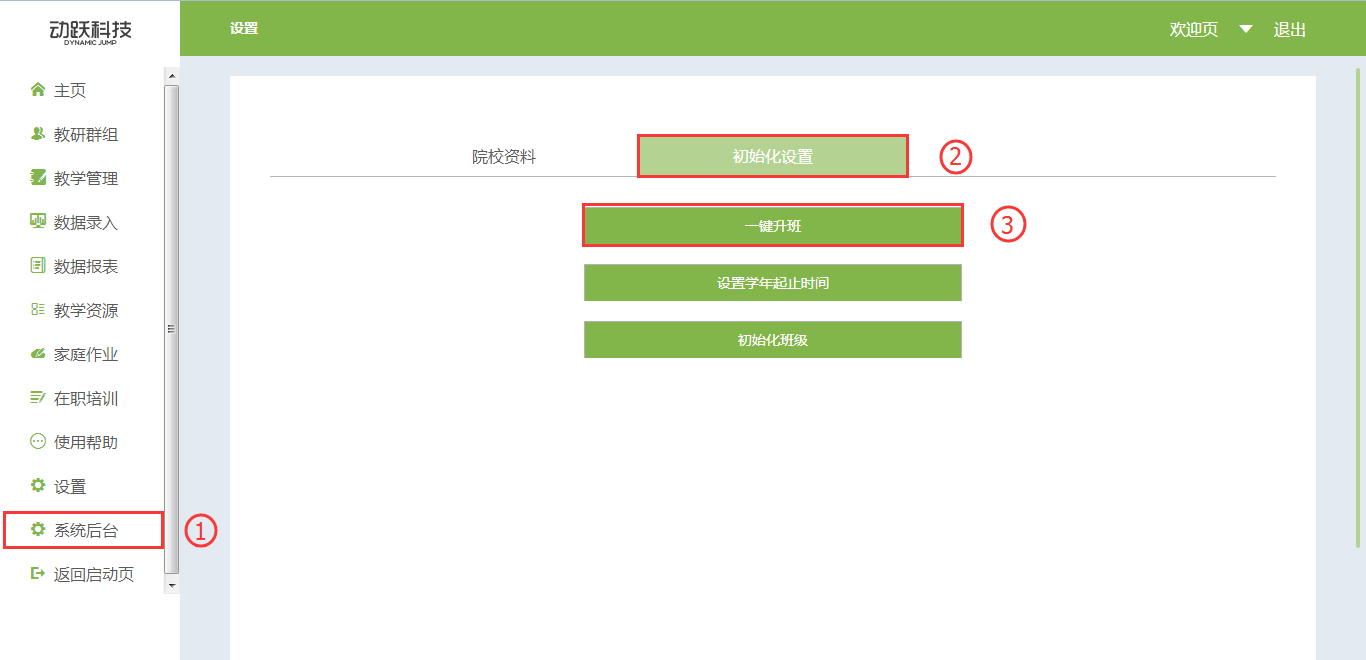 动跃科技
DYNAMIC JUMP
设置
欢迎页
退出
主页
教研群组
教学管理
数据录入
数据报表
教学资源
家庭作业
在职培训
使用帮助
设置
系统后台
①
返回启动页
院校资料
初始化设置
②
一键升班
③
设置学年起止时间
初始化班级